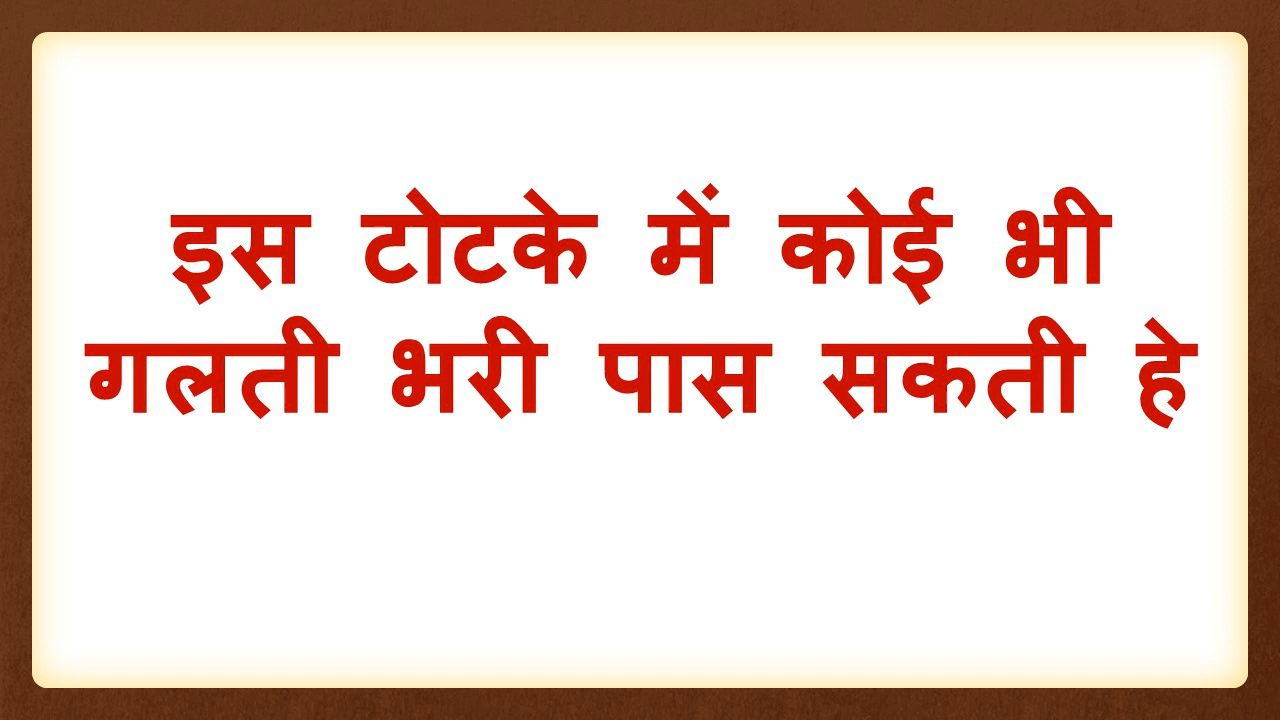 इस टोटके में कोई भी
गलती भरी पास सकती हे